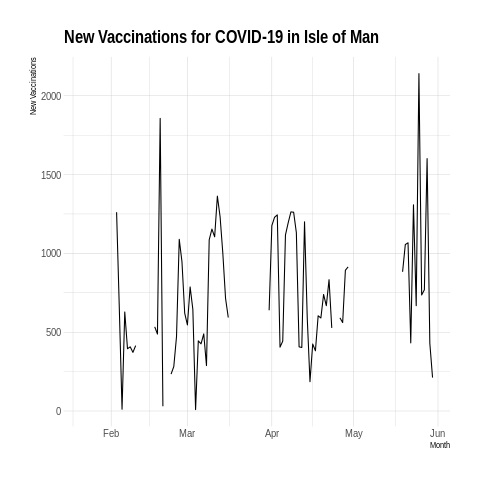 New Vaccinations for COVID-19 in Isle of Man
New Vaccinations
2000
1500
1000
500
0
Feb Mar Apr May Jun
Month